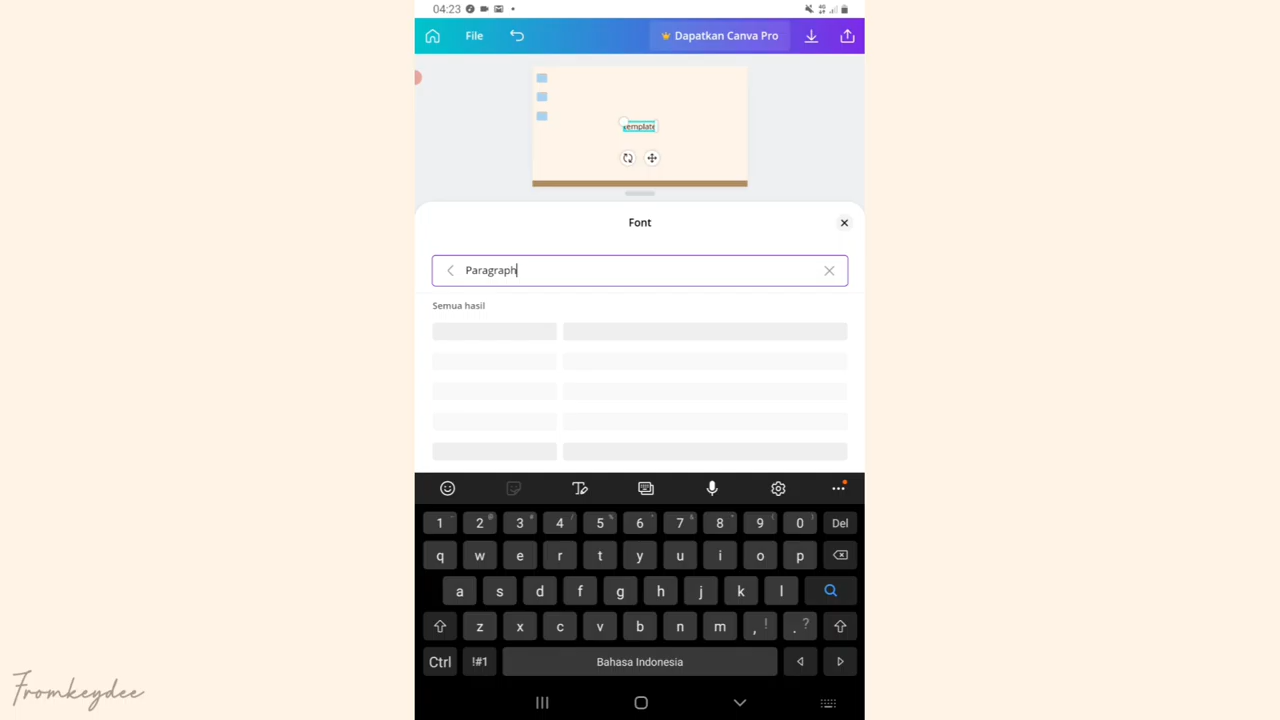 04:23
File
Dapatkan Canva Pro
template
Font
Paragraph
Semua hasil
1 2 3 4 5 6 7 8 9 0 Del
q w e r t y u i o p
a s d f g h j k l
z x c v b n m , ! . ?
Ctrl !#1 Bahasa Indonesia
Fromkeydee